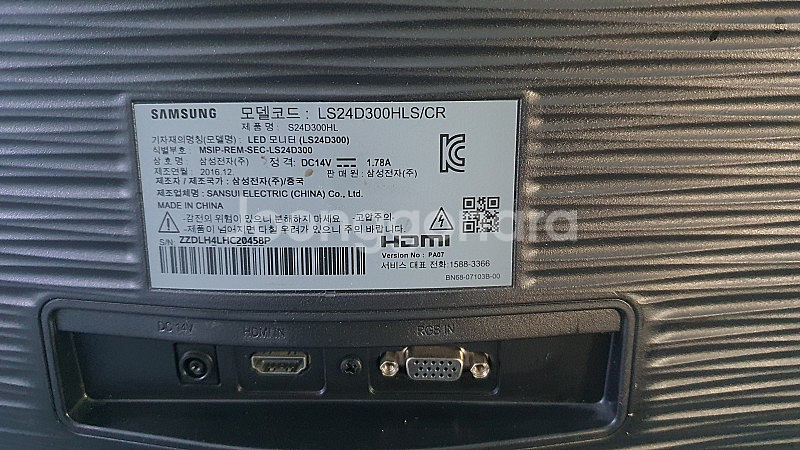 SAMSUNG 모델코드 : LS24D300HLS/CR
제 품 명 : S24D300HL
기자재의명칭(모델명) : LED 모니터 (LS24D300)
식별부호 : MSIP-REM-SEC-LS24D300
상 호 명 : 삼성전자(주) 정 격: DC14V 1.78A
제조연월 : 2016.12. 판 매 원 : 삼성전자(주)
제조자 / 제조국가 : 삼성전자(주)/중국
제조업체명 : SANSUI ELECTRIC (CHINA) Co., Ltd.
MADE IN CHINA
-감전의 위험이 있으니 분해하지 마세요 -고압주의.
-제품이 넘어지면 다칠 우려가 있으니 주의 바랍니다.
HDMI
S/N ZZDLH4LHC20458P
Version No : PA07
서비스 대표 전화:1588-3366
BN68-07103B-00
DC 14V HDMI IN RGB IN